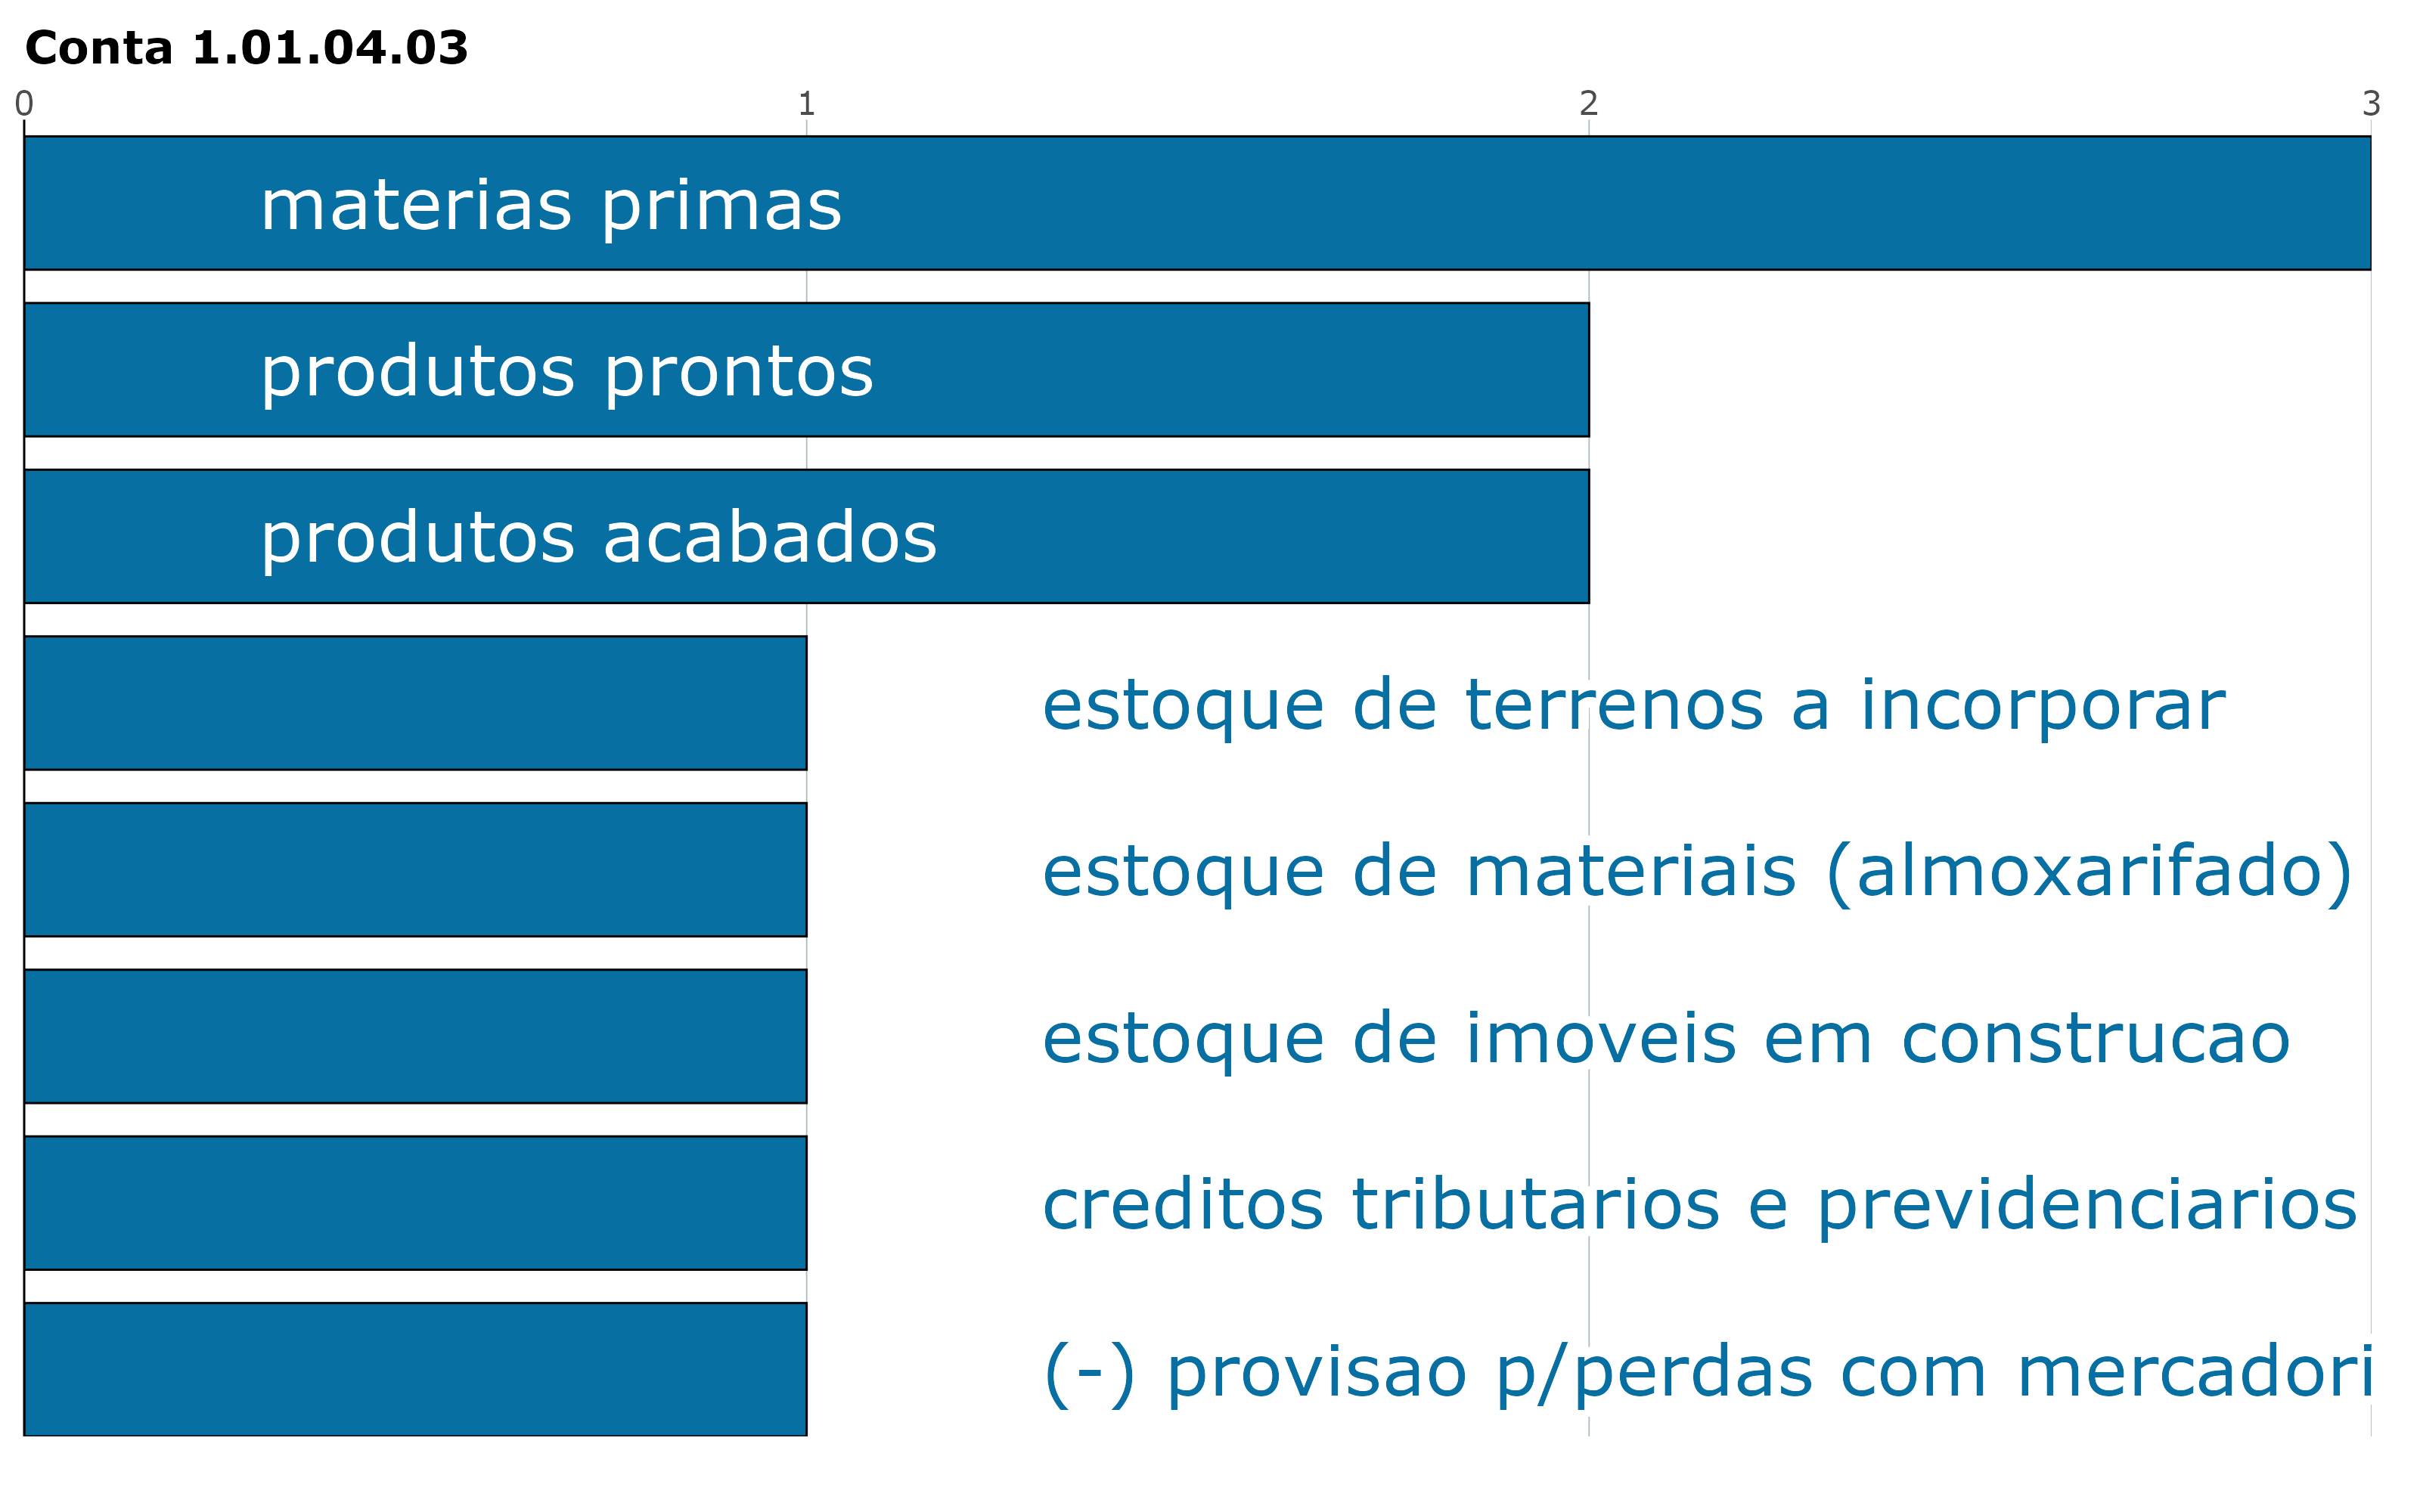 Conta 1.01.04.03
0 1 2 3
materias primas
produtos prontos
produtos acabados
estoque de terrenos a incorporar
estoque de materiais (almoxarifado)
estoque de imoveis em construcao
creditos tributarios e previdenciarios
(-) provisao p/perdas com mercadori